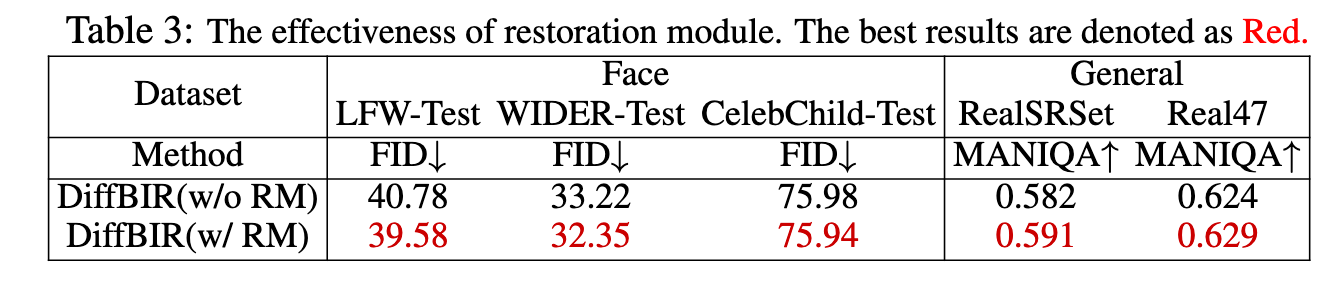 Table 3: The effectiveness of restoration module. The best results are denoted as Red.
Dataset Face General
LFW-Test WIDER-Test CelebChild-Test RealSRSet Real47
Method FID↓ FID↓ FID↓ MANIQA↑ MANIQA↑
DiffBIR(w/o RM) 40.78 33.22 75.98 0.582 0.624
DiffBIR(w/ RM) 39.58 32.35 75.94 0.591 0.629